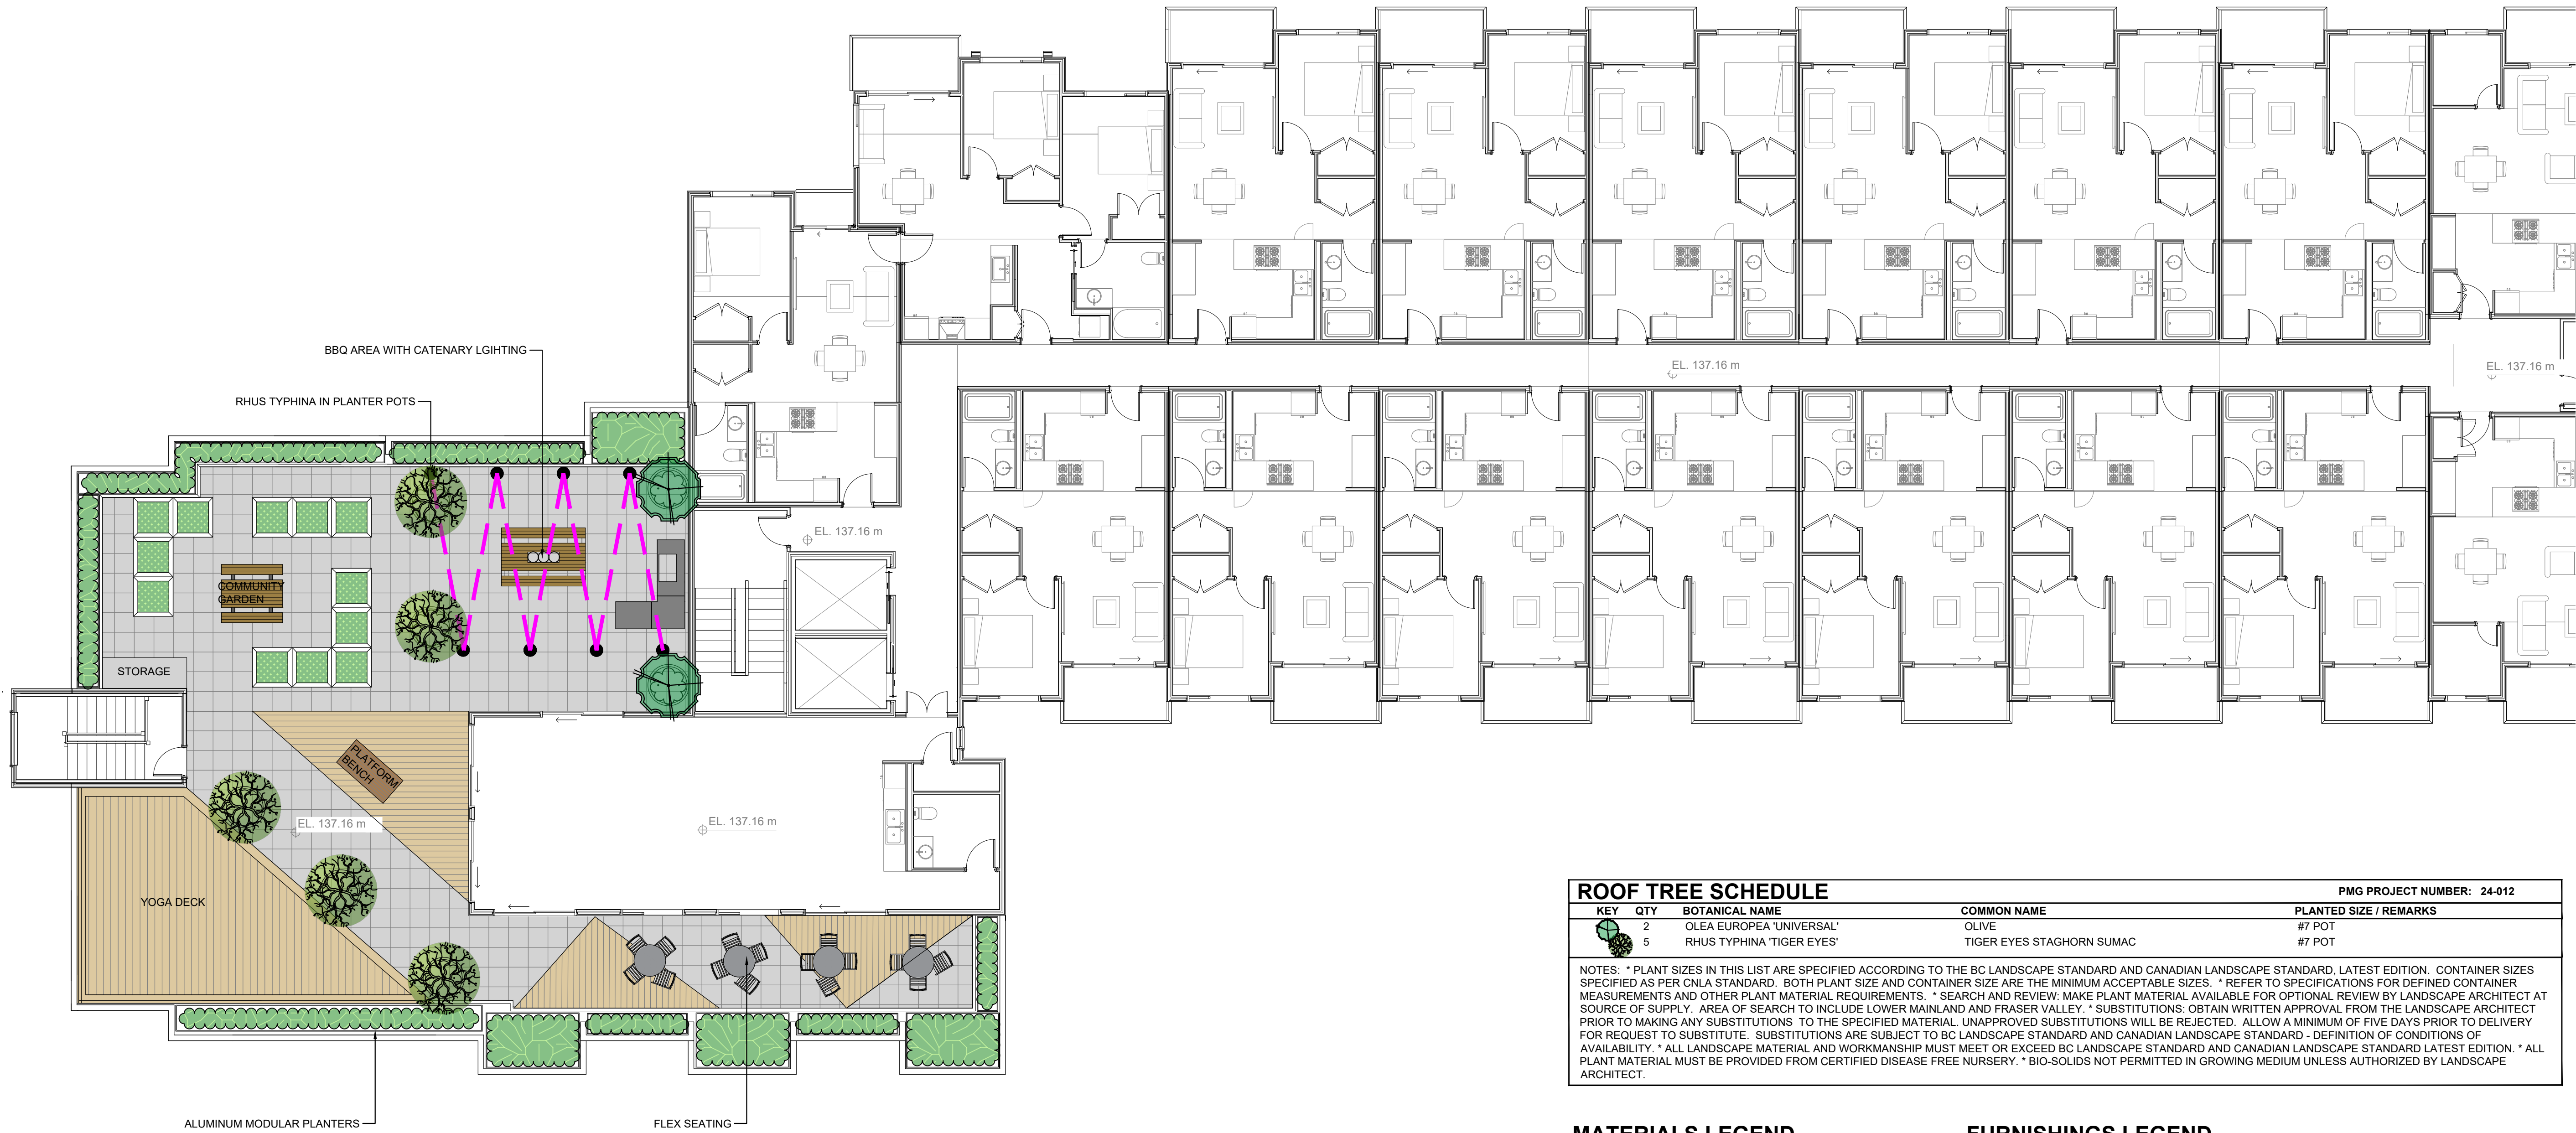 EL. 137.16 m
EL. 137.16 m
BBQ AREA WITH CATENARY LGIHTING
RHUS TYPHINA IN PLANTER POTS
EL. 137.16 m
COMMUNITY
GARDEN
STORAGE
PLATFORM
BENCH
EL. 137.16 m
EL. 137.16 m
YOGA DECK
ALUMINUM MODULAR PLANTERS
FLEX SEATING
ROOF TREE SCHEDULE
PMG PROJECT NUMBER: 24-012
KEY QTY BOTANICAL NAME COMMON NAME PLANTED SIZE / REMARKS
2 OLEA EUROPEA 'UNIVERSAL' OLIVE #7 POT
5 RHUS TYPHINA 'TIGER EYES' TIGER EYES STAGHORN SUMAC #7 POT
NOTES: * PLANT SIZES IN THIS LIST ARE SPECIFIED ACCORDING TO THE BC LANDSCAPE STANDARD AND CANADIAN LANDSCAPE STANDARD, LATEST EDITION. CONTAINER SIZES
SPECIFIED AS PER CNLA STANDARD. BOTH PLANT SIZE AND CONTAINER SIZE ARE THE MINIMUM ACCEPTABLE SIZES. * REFER TO SPECIFICATIONS FOR DEFINED CONTAINER
MEASUREMENTS AND OTHER PLANT MATERIAL REQUIREMENTS. * SEARCH AND REVIEW: MAKE PLANT MATERIAL AVAILABLE FOR OPTIONAL REVIEW BY LANDSCAPE ARCHITECT AT
SOURCE OF SUPPLY. AREA OF SEARCH TO INCLUDE LOWER MAINLAND AND FRASER VALLEY. * SUBSTITUTIONS: OBTAIN WRITTEN APPROVAL FROM THE LANDSCAPE ARCHITECT
PRIOR TO MAKING ANY SUBSTITUTIONS TO THE SPECIFIED MATERIAL. UNAPPROVED SUBSTITUTIONS WILL BE REJECTED. ALLOW A MINIMUM OF FIVE DAYS PRIOR TO DELIVERY
FOR REQUEST TO SUBSTITUTE. SUBSTITUTIONS ARE SUBJECT TO BC LANDSCAPE STANDARD AND CANADIAN LANDSCAPE STANDARD - DEFINITION OF CONDITIONS OF
AVAILABILITY. * ALL LANDSCAPE MATERIAL AND WORKMANSHIP MUST MEET OR EXCEED BC LANDSCAPE STANDARD AND CANADIAN LANDSCAPE STANDARD LATEST EDITION. * ALL
PLANT MATERIAL MUST BE PROVIDED FROM CERTIFIED DISEASE FREE NURSERY. * BIO-SOLIDS NOT PERMITTED IN GROWING MEDIUM UNLESS AUTHORIZED BY LANDSCAPE
ARCHITECT.
MATERIALS LEGEND
FURNISHINGS LEGEND